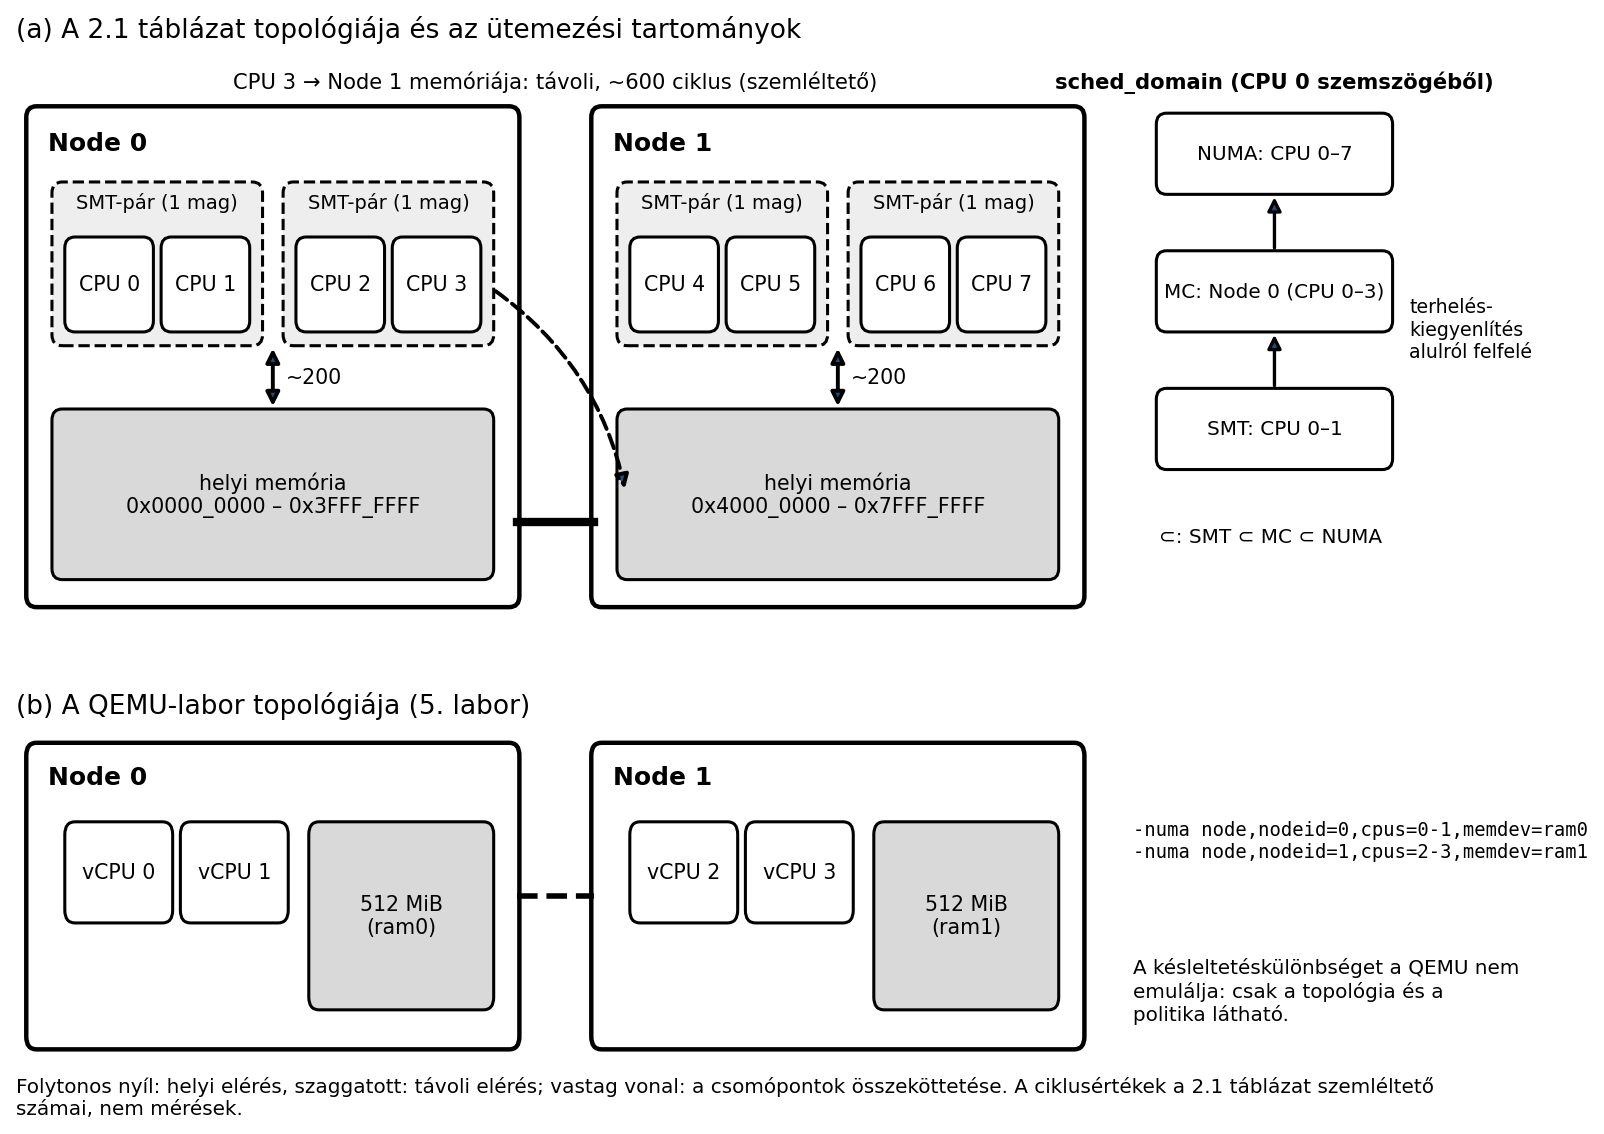 (a) A 2.1 táblázat topológiája és az ütemezési tartományok
CPU 3 → Node 1 memóriája: távoli, ~600 ciklus (szemléltető)
sched_domain (CPU 0 szemszögéből)
Node 0
SMT-pár (1 mag)
SMT-pár (1 mag)
CPU 0
CPU 1
CPU 2
CPU 3
~200
helyi memória
0x0000_0000 – 0x3FFF_FFFF
Node 1
SMT-pár (1 mag)
SMT-pár (1 mag)
CPU 4
CPU 5
CPU 6
CPU 7
~200
helyi memória
0x4000_0000 – 0x7FFF_FFFF
NUMA: CPU 0–7
MC: Node 0 (CPU 0–3)
SMT: CPU 0–1
terhelés-
kiegyenlítés
alulról felfelé
⊂: SMT ⊂ MC ⊂ NUMA
(b) A QEMU-labor topológiája (5. labor)
Node 0
vCPU 0
vCPU 1
512 MiB
(ram0)
Node 1
vCPU 2
vCPU 3
512 MiB
(ram1)
-numa node,nodeid=0,cpus=0-1,memdev=ram0
-numa node,nodeid=1,cpus=2-3,memdev=ram1
A késleltetéskülönbséget a QEMU nem
emulálja: csak a topológia és a
politika látható.
Folytonos nyíl: helyi elérés, szaggatott: távoli elérés; vastag vonal: a csomópontok összeköttetése. A ciklusértékek a 2.1 táblázat szemléltető
számai, nem mérések.